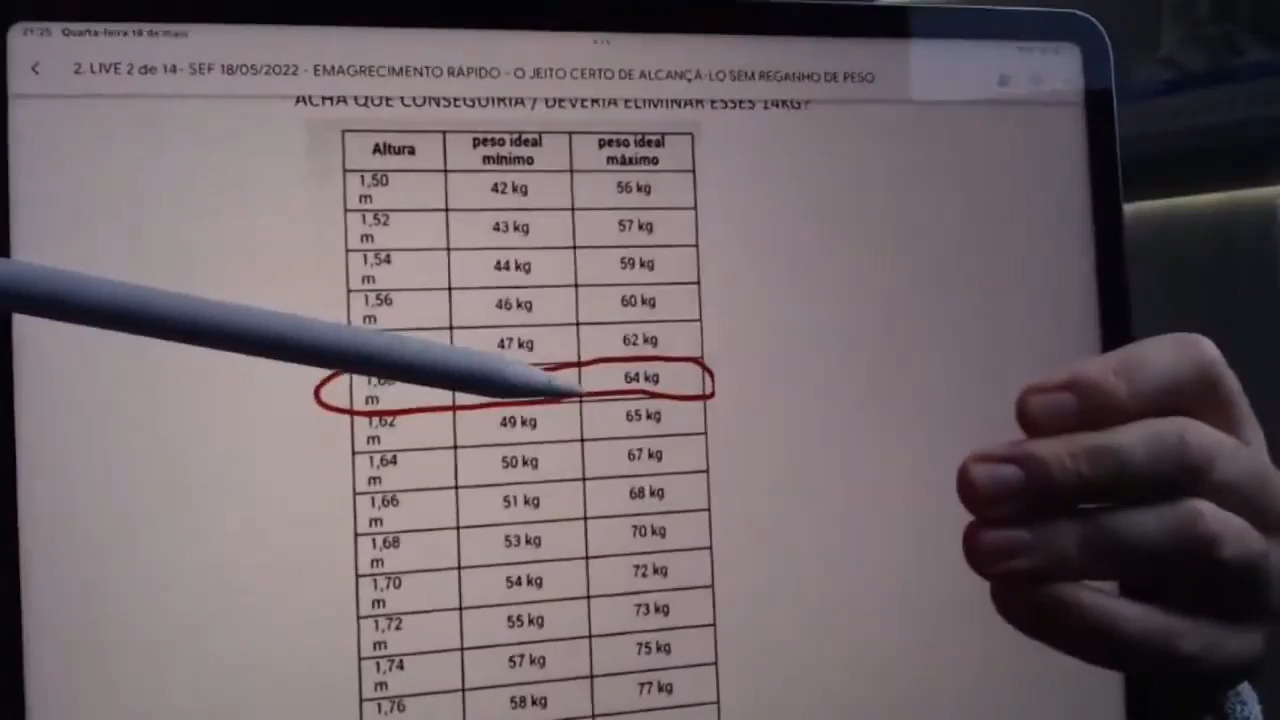 21:25 Quarta-feira 18 de maio
2. LIVE 2 de 14- SEF 18/05/2022 - EMAGRECIMENTO RÁPIDO - O JEITO CERTO DE ALCANÇÁ-LO SEM REGANHO DE PESO
ACHA QUE CONSEGUIRIA / DEVERIA ELIMINAR ESSES 14KG?
Altura peso ideal mínimo peso ideal máximo
1,50 m 42 kg 56 kg
1,52 m 43 kg 57 kg
1,54 m 44 kg 59 kg
1,56 m 46 kg 60 kg
47 kg 62 kg
m 64 kg
1,62 m 49 kg 65 kg
1,64 m 50 kg 67 kg
1,66 m 51 kg 68 kg
1,68 m 53 kg 70 kg
1,70 m 54 kg 72 kg
1,72 m 55 kg 73 kg
1,74 m 57 kg 75 kg
1,76 58 kg 77 kg